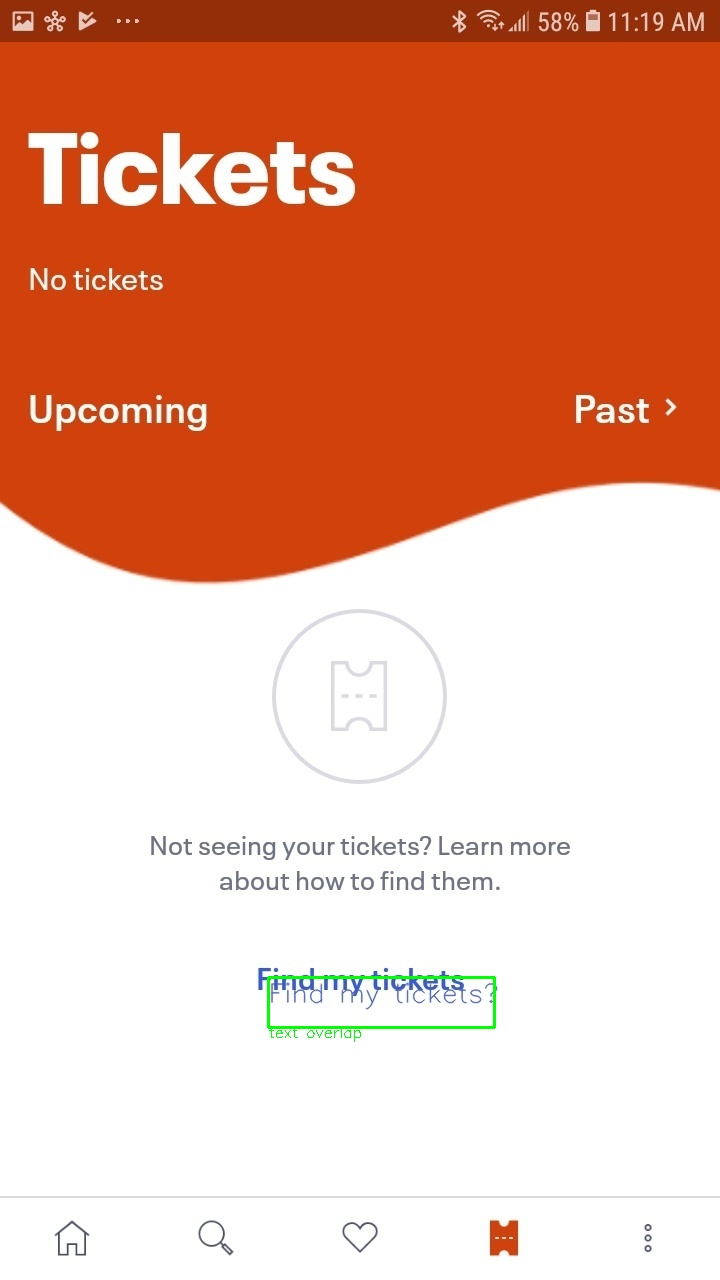 58% 11:19 AM
Tickets
No tickets
Upcoming
Past
Not seeing your tickets? Learn more
about how to find them.
Find my tickets
Find my tickets?
text overlap